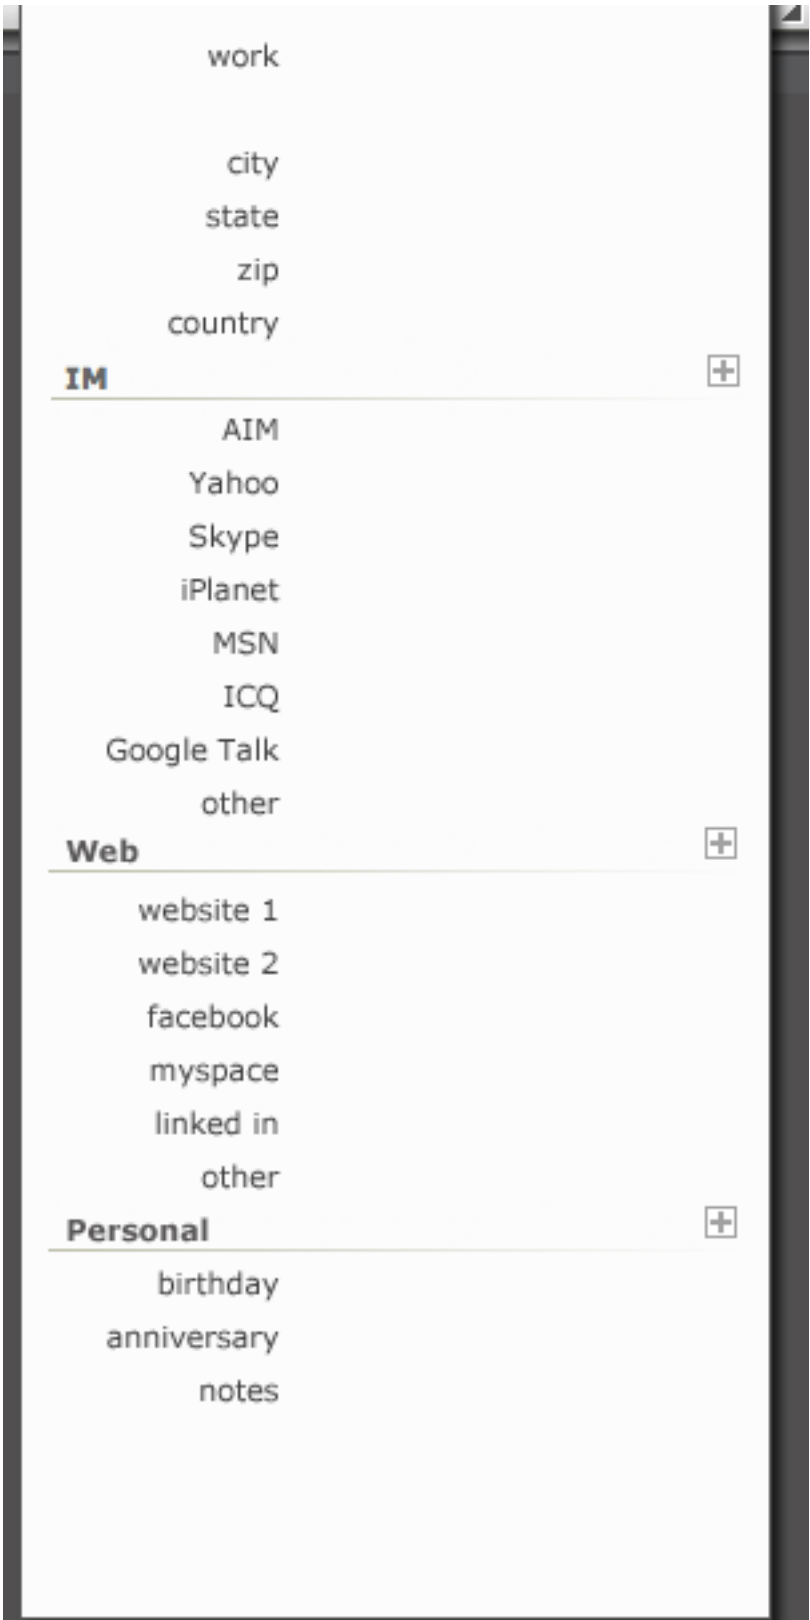 work
city
state
zip
country
IM
AIM
Yahoo
Skype
iPlanet
MSN
ICQ
Google Talk
other
Web
website 1
website 2
facebook
myspace
linked in
other
Personal
birthday
anniversary
notes